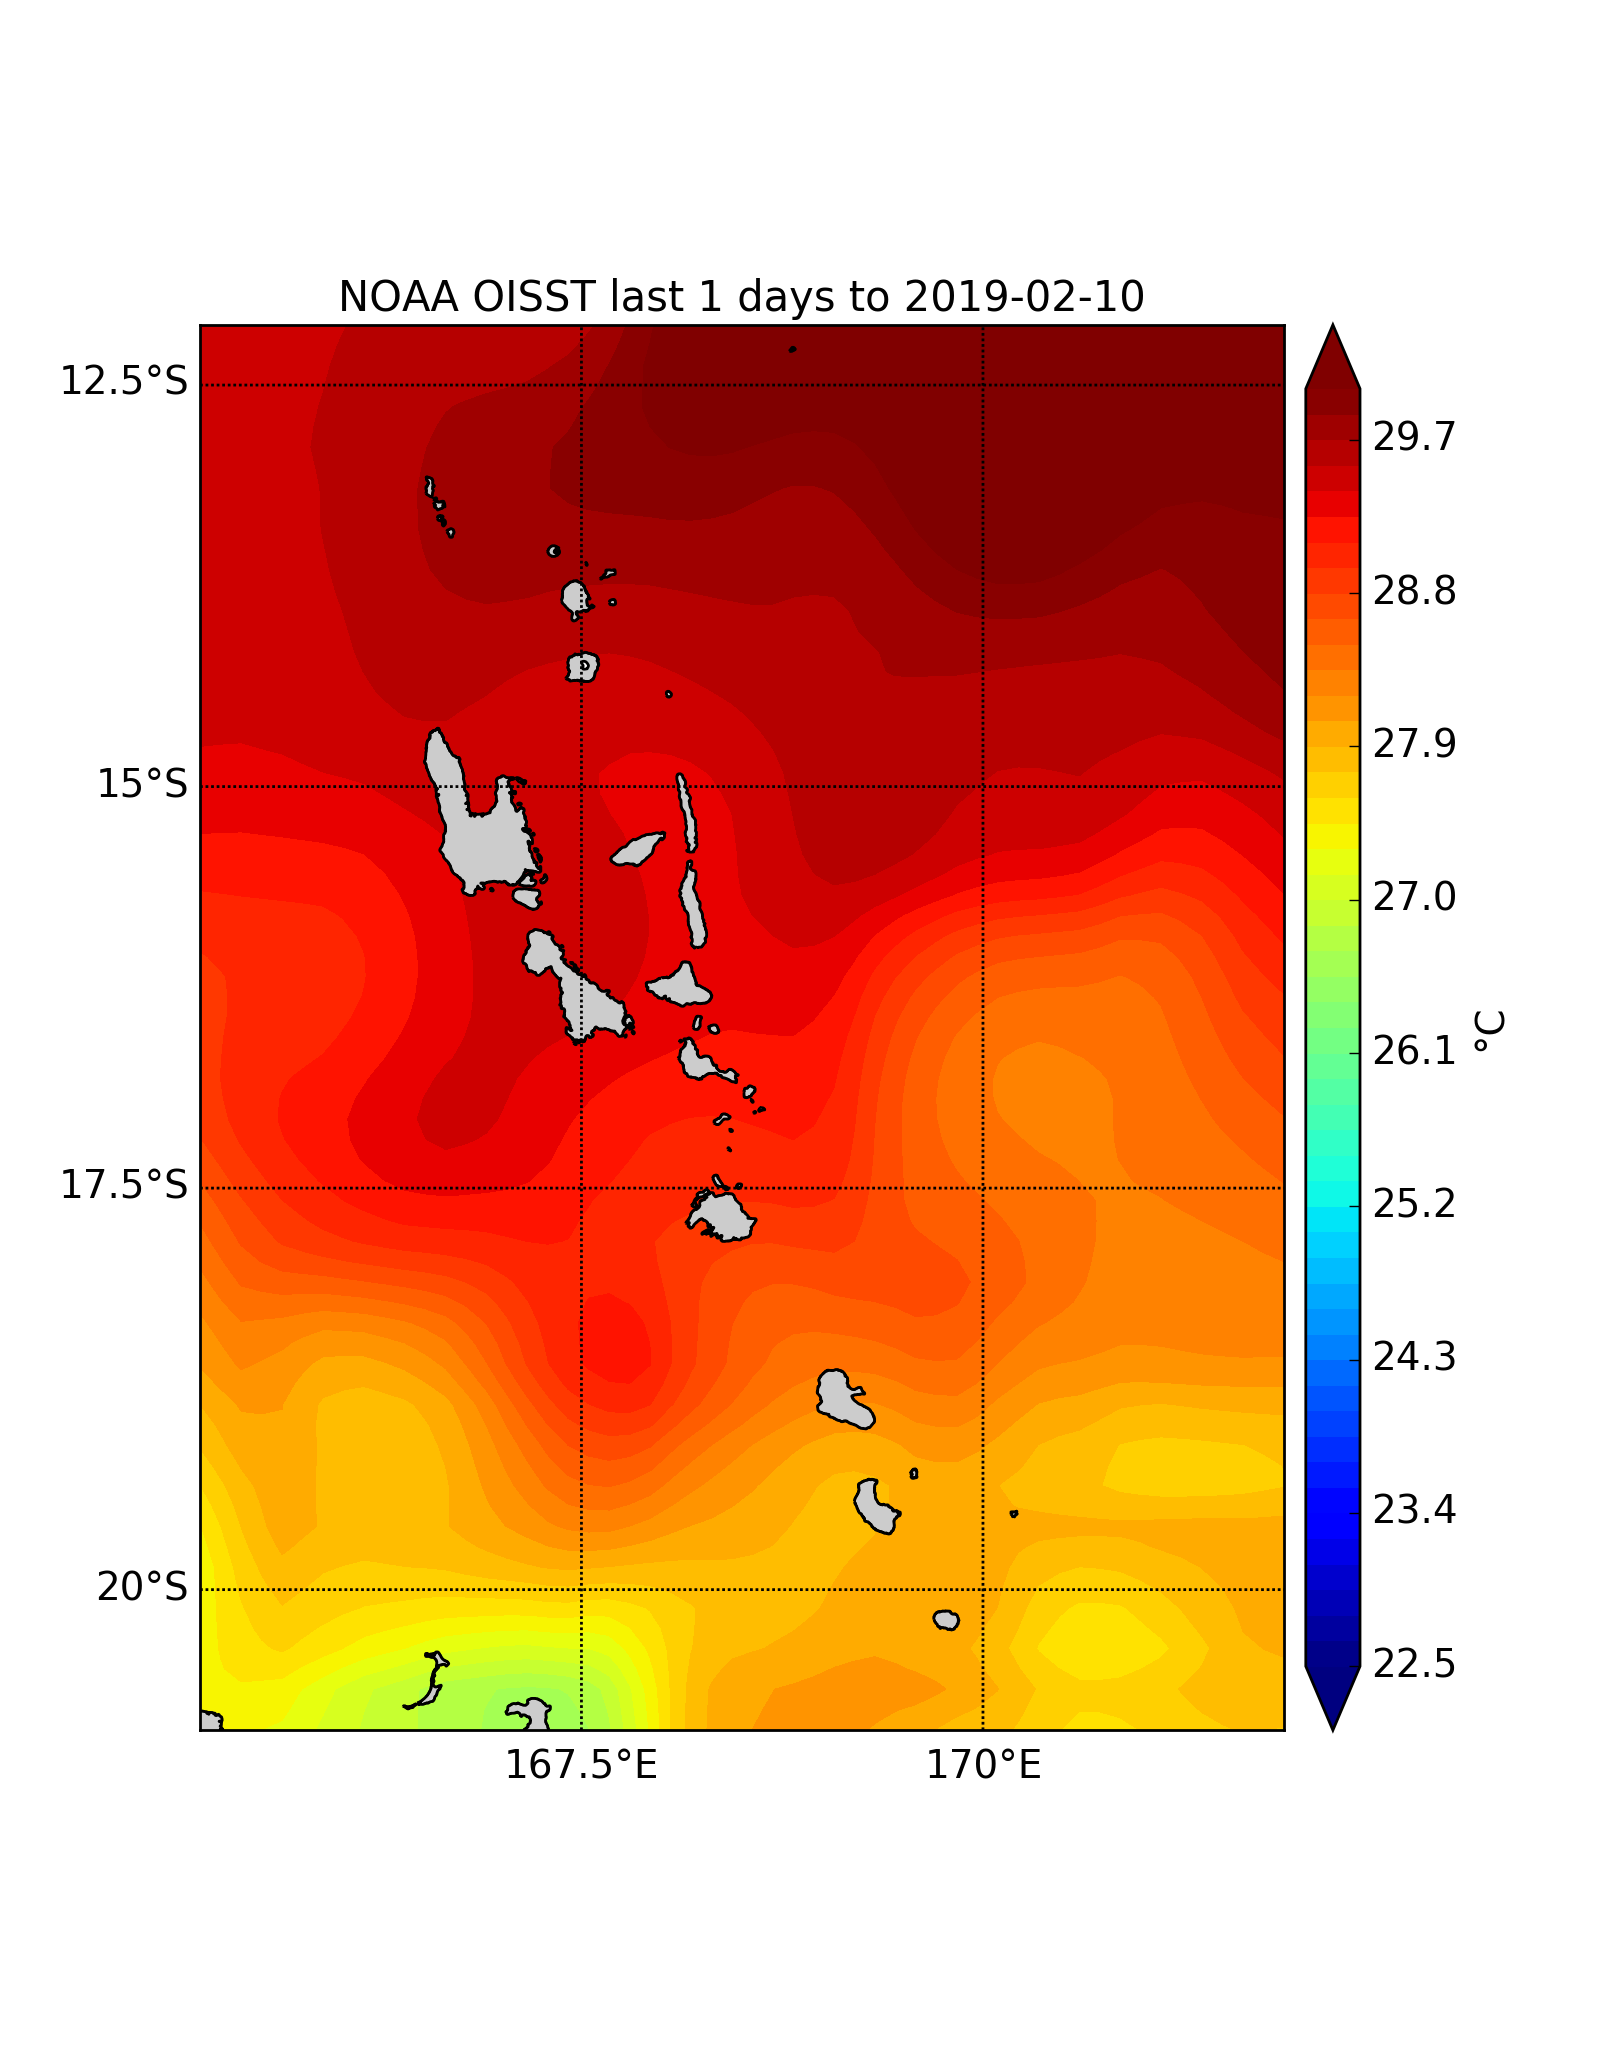 NOAA OISST last 1 days to 2019-02-10
12.5°S
15°S
17.5°S
20°S
167.5°E
170°E
29.7
28.8
27.9
27.0
26.1
25.2
24.3
23.4
22.5
°C